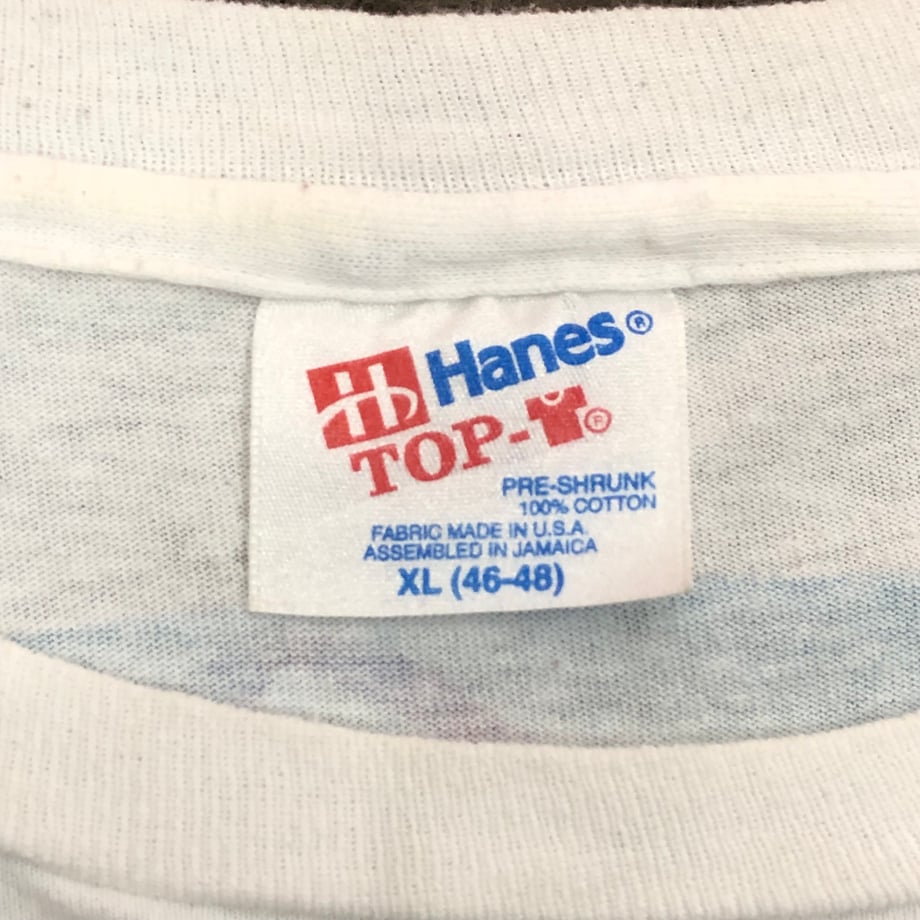 H Hanes®
TOP-®
PRE-SHRUNK
100% COTTON
FABRIC MADE IN U.S.A.
ASSEMBLED IN JAMAICA
XL (46-48)